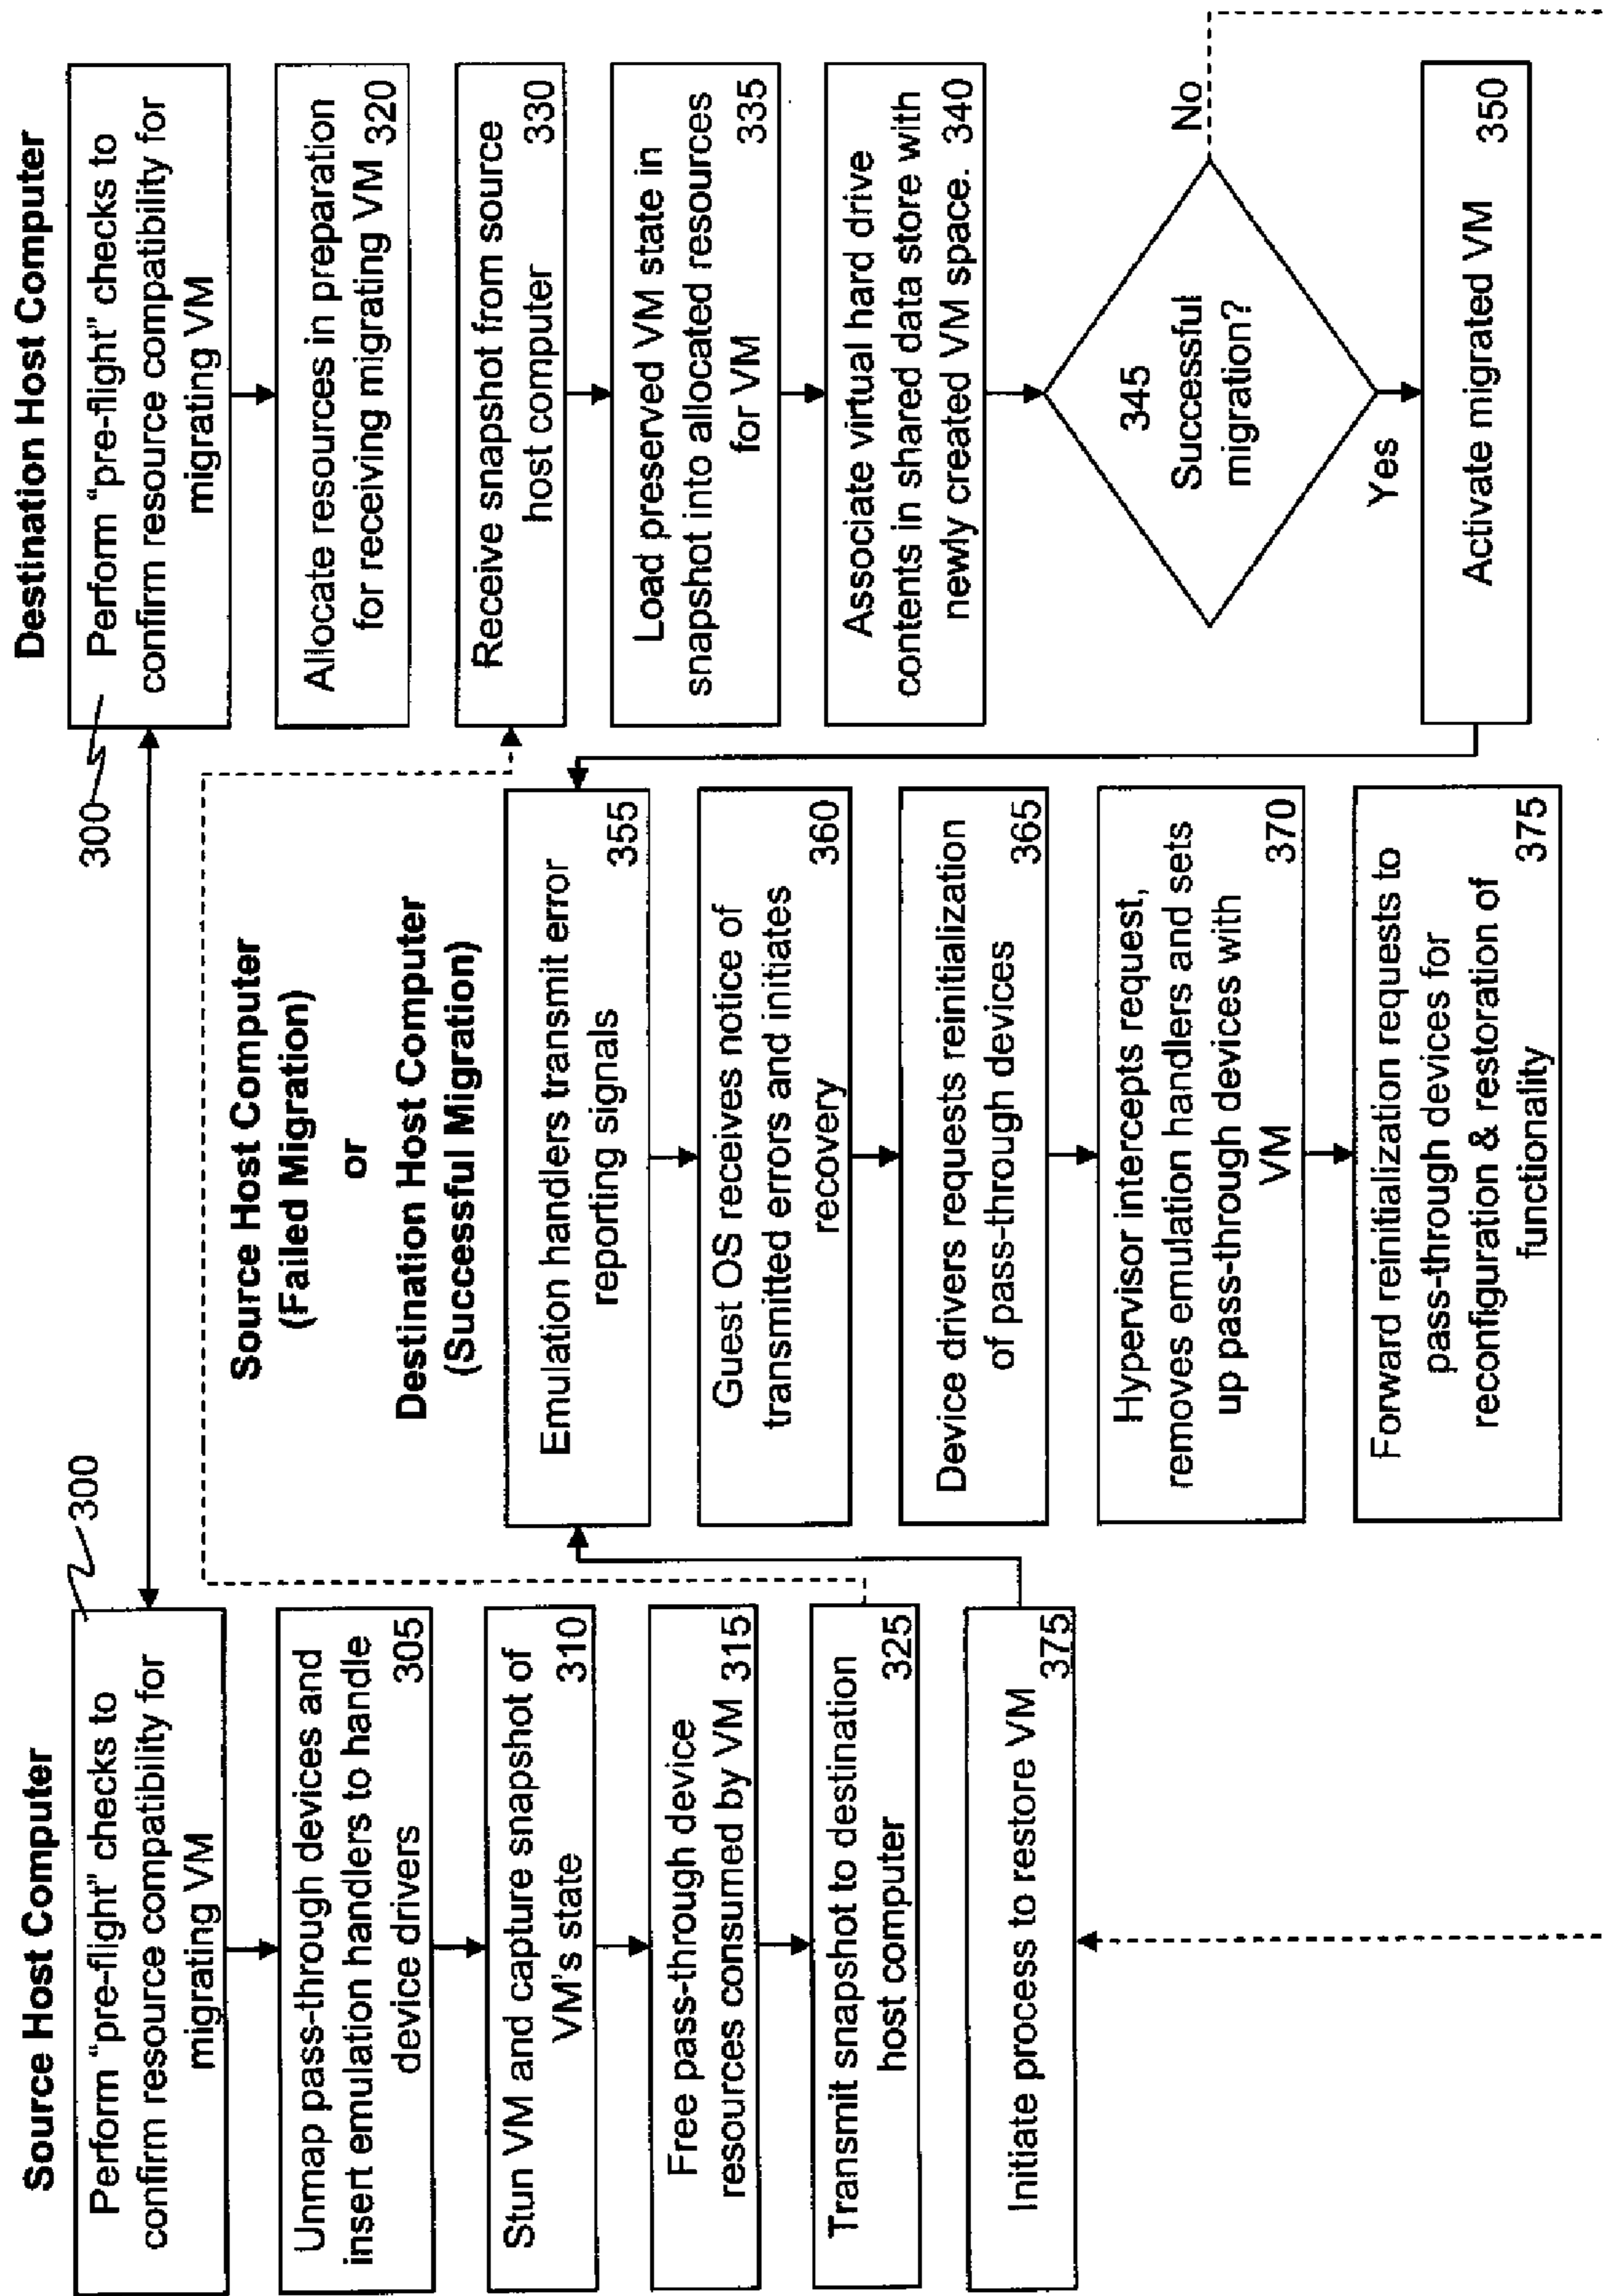 Source Host Computer
300
Perform "pre-flight" checks to
confirm resource compatibility for
migrating VM
Unmap pass-through devices and
insert emulation handlers to handle
device drivers 305
Stun VM and capture snapshot of
VM's state 310
Free pass-through device
resources consumed by VM 315
Transmit snapshot to destination
host computer 325
Initiate process to restore VM
375
Source Host Computer
(Failed Migration)
or
Destination Host Computer
(Successful Migration)
Emulation handlers transmit error
reporting signals 355
Guest OS receives notice of
transmitted errors and initiates
recovery 360
Device drivers requests reinitialization
of pass-through devices 365
Hypervisor intercepts request,
removes emulation handlers and sets
up pass-through devices with
VM 370
Forward reinitialization requests to
pass-through devices for
reconfiguration & restoration of
functionality 375
Destination Host Computer
300
Perform "pre-flight" checks to
confirm resource compatibility for
migrating VM
Allocate resources in preparation
for receiving migrating VM 320
Receive snapshot from source
host computer 330
Load preserved VM state in
snapshot into allocated resources
for VM 335
Associate virtual hard drive
contents in shared data store with
newly created VM space. 340
345
Successful
migration?
No
Yes
Activate migrated VM 350